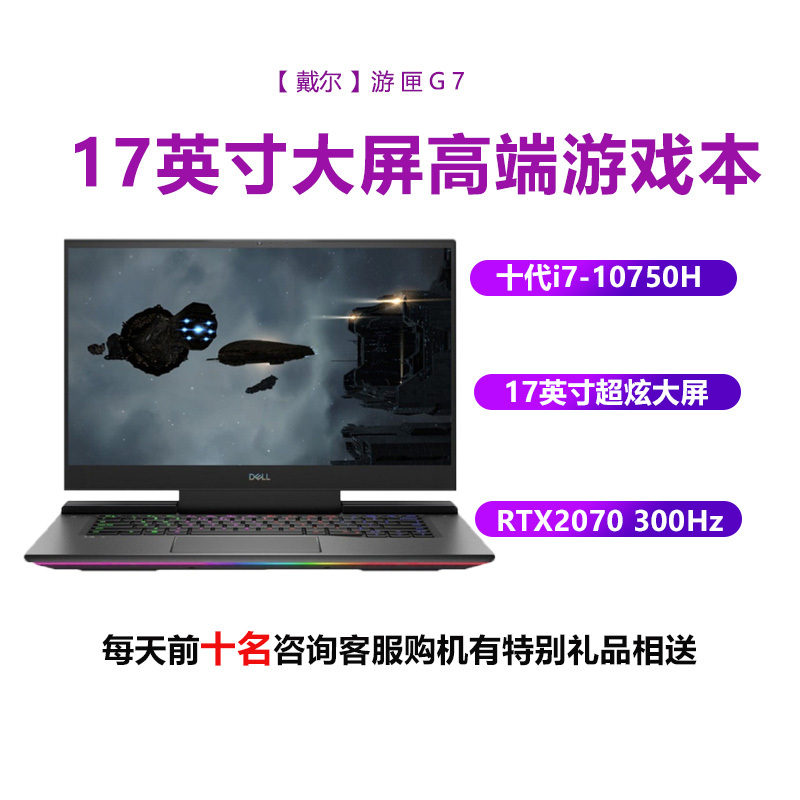 【戴尔】游匣G7
17英寸大屏高端游戏本
十代i7-10750H
17英寸超炫大屏
DELL
RTX2070 300Hz
每天前十名咨询客服购机有特别礼品相送